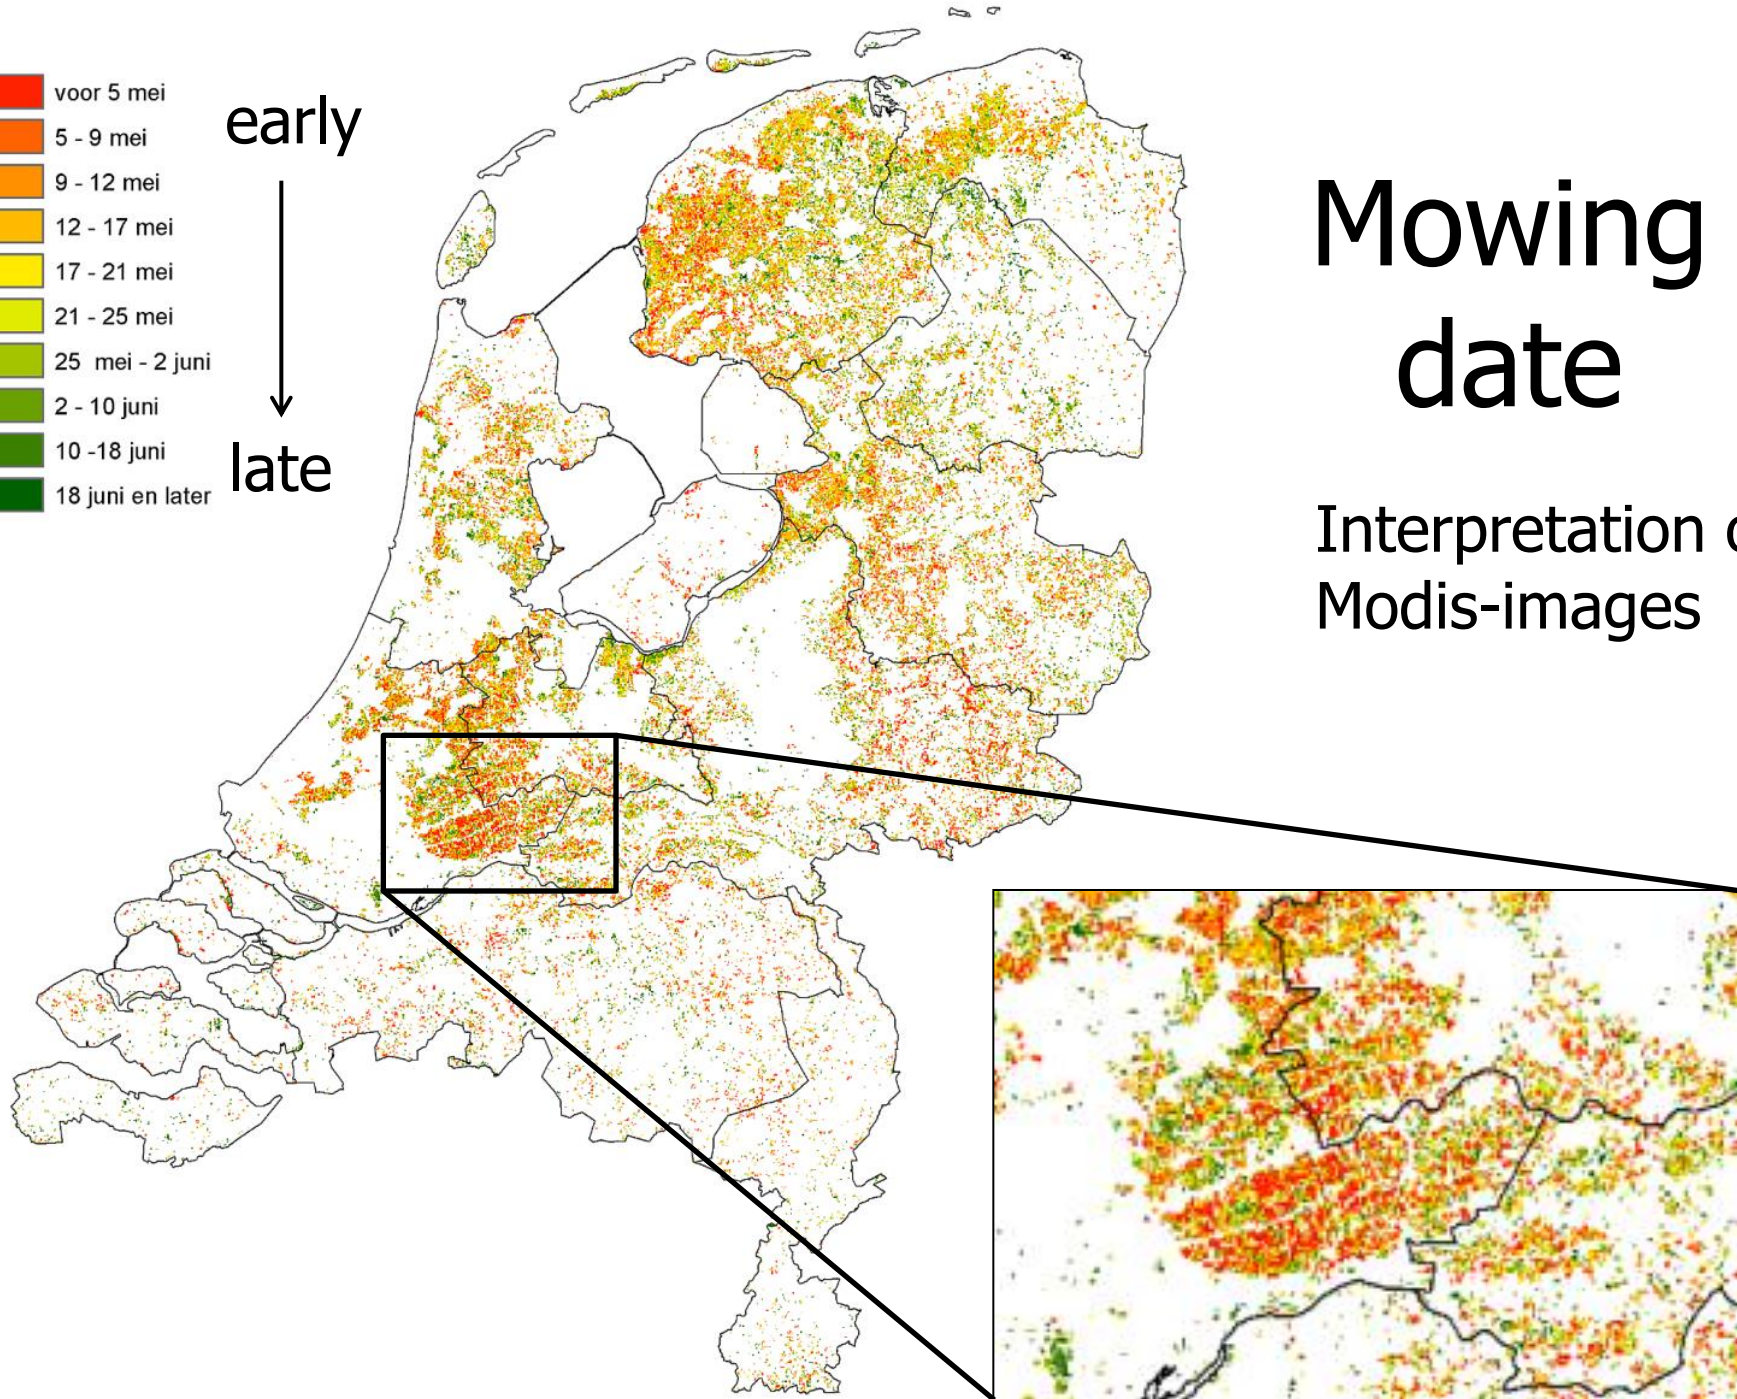 voor 5 mei
5 - 9 mei
9 - 12 mei
12 - 17 mei
17 - 21 mei
21 - 25 mei
25 mei - 2 juni
2 - 10 juni
10 -18 juni
18 juni en later
early
late
Mowing
date
Interpretation
Modis-images